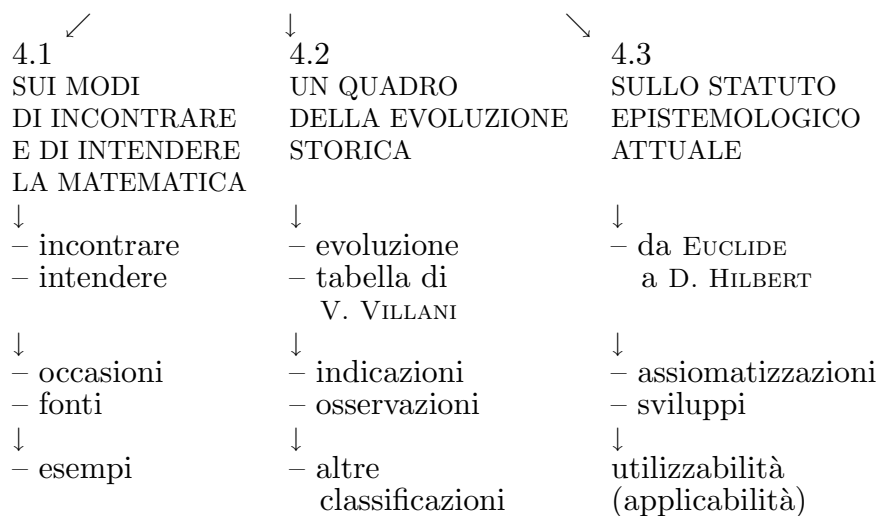 4.1
SUI MODI
DI INCONTRARE
E DI INTENDERE
LA MATEMATICA
↓
– incontrare
– intendere
↓
– occasioni
– fonti
↓
– esempi
4.2
UN QUADRO
DELLA EVOLUZIONE
STORICA
↓
– evoluzione
– tabella di
V. VILLANI
↓
– indicazioni
– osservazioni
↓
– altre
classificazioni
4.3
SULLO STATUTO
EPISTEMOLOGICO
ATTUALE
↓
– da EUCLIDE
a D. HILBERT
↓
– assiomatizzazioni
– sviluppi
↓
utilizzabilità
(applicabilità)